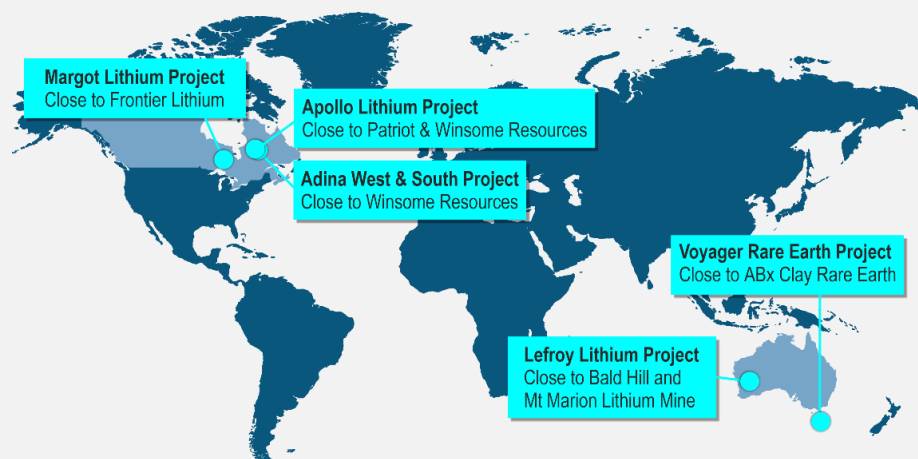 Margot Lithium Project
Close to Frontier Lithium
Apollo Lithium Project
Close to Patriot & Winsome Resources
Adina West & South Project
Close to Winsome Resources
Voyager Rare Earth Project
Close to ABx Clay Rare Earth
Lefroy Lithium Project
Close to Bald Hill and
Mt Marion Lithium Mine